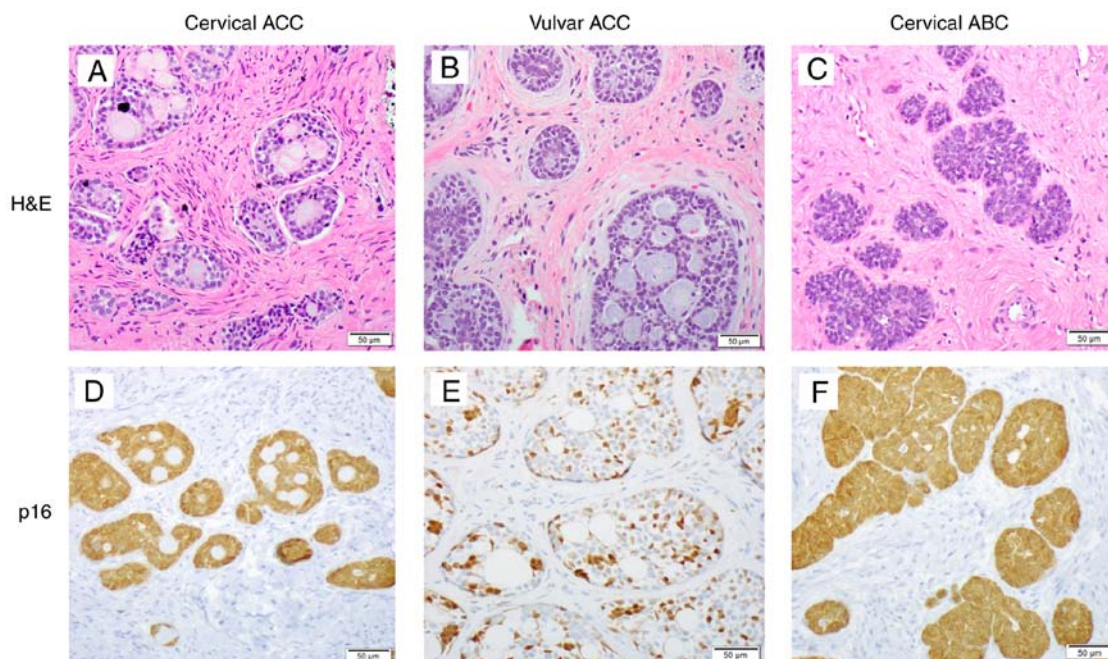 Cervical ACC Vulvar ACC Cervical ABC
A B C
H&E
50 µm 50 µm 50 µm
D E F
p16
50 µm 50 µm 50 µm